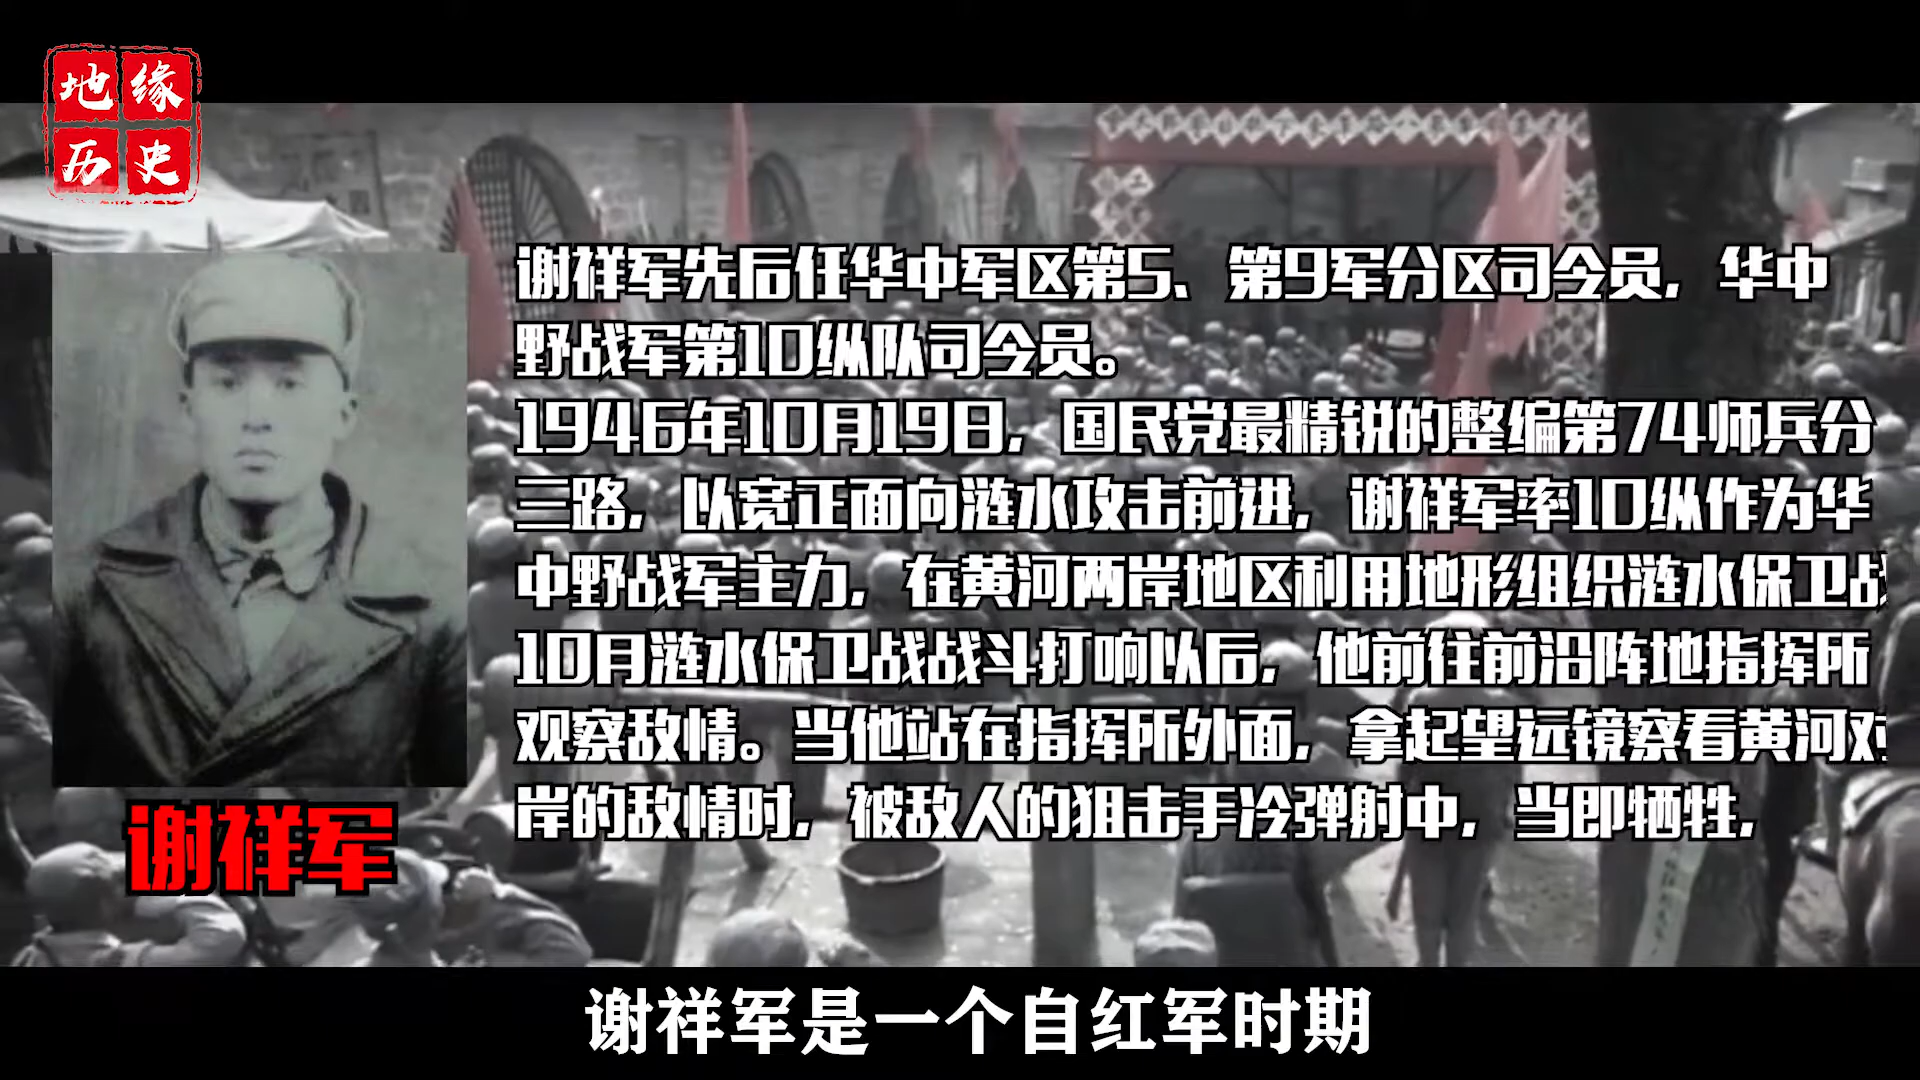 地缘
历史
谢祥军先后任华中军区第5、第9军分区司令员，华中
野战军第10纵队司令员。
1946年10月19日，国民党最精锐的整编第74师兵分
三路，以宽正面向涟水攻击前进，谢祥军率10纵作为华
中野战军主力，在黄河两岸地区利用地形组织涟水保卫战
10月涟水保卫战战斗打响以后，他前往前沿阵地指挥所
观察敌情。当他站在指挥所外面，拿起望远镜察看黄河对
岸的敌情时，被敌人的狙击手冷弹射中，当即牺牲，
谢祥军
谢祥军是一个自红军时期